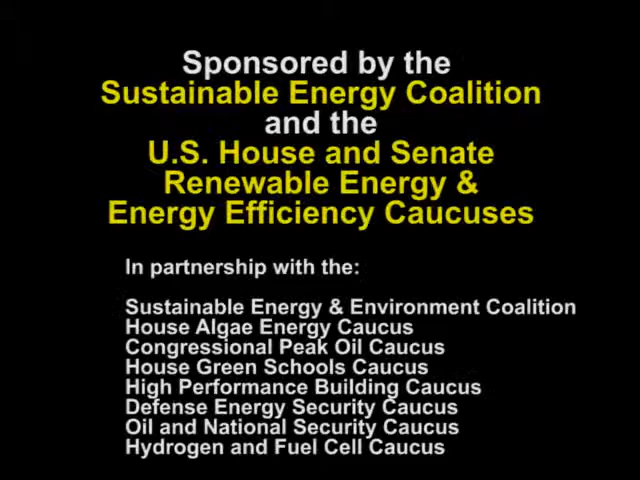 Sponsored by the
Sustainable Energy Coalition
and the
U.S. House and Senate
Renewable Energy &
Energy Efficiency Caucuses
In partnership with the:
Sustainable Energy & Environment Coalition
House Algae Energy Caucus
Congressional Peak Oil Caucus
House Green Schools Caucus
High Performance Building Caucus
Defense Energy Security Caucus
Oil and National Security Caucus
Hydrogen and Fuel Cell Caucus